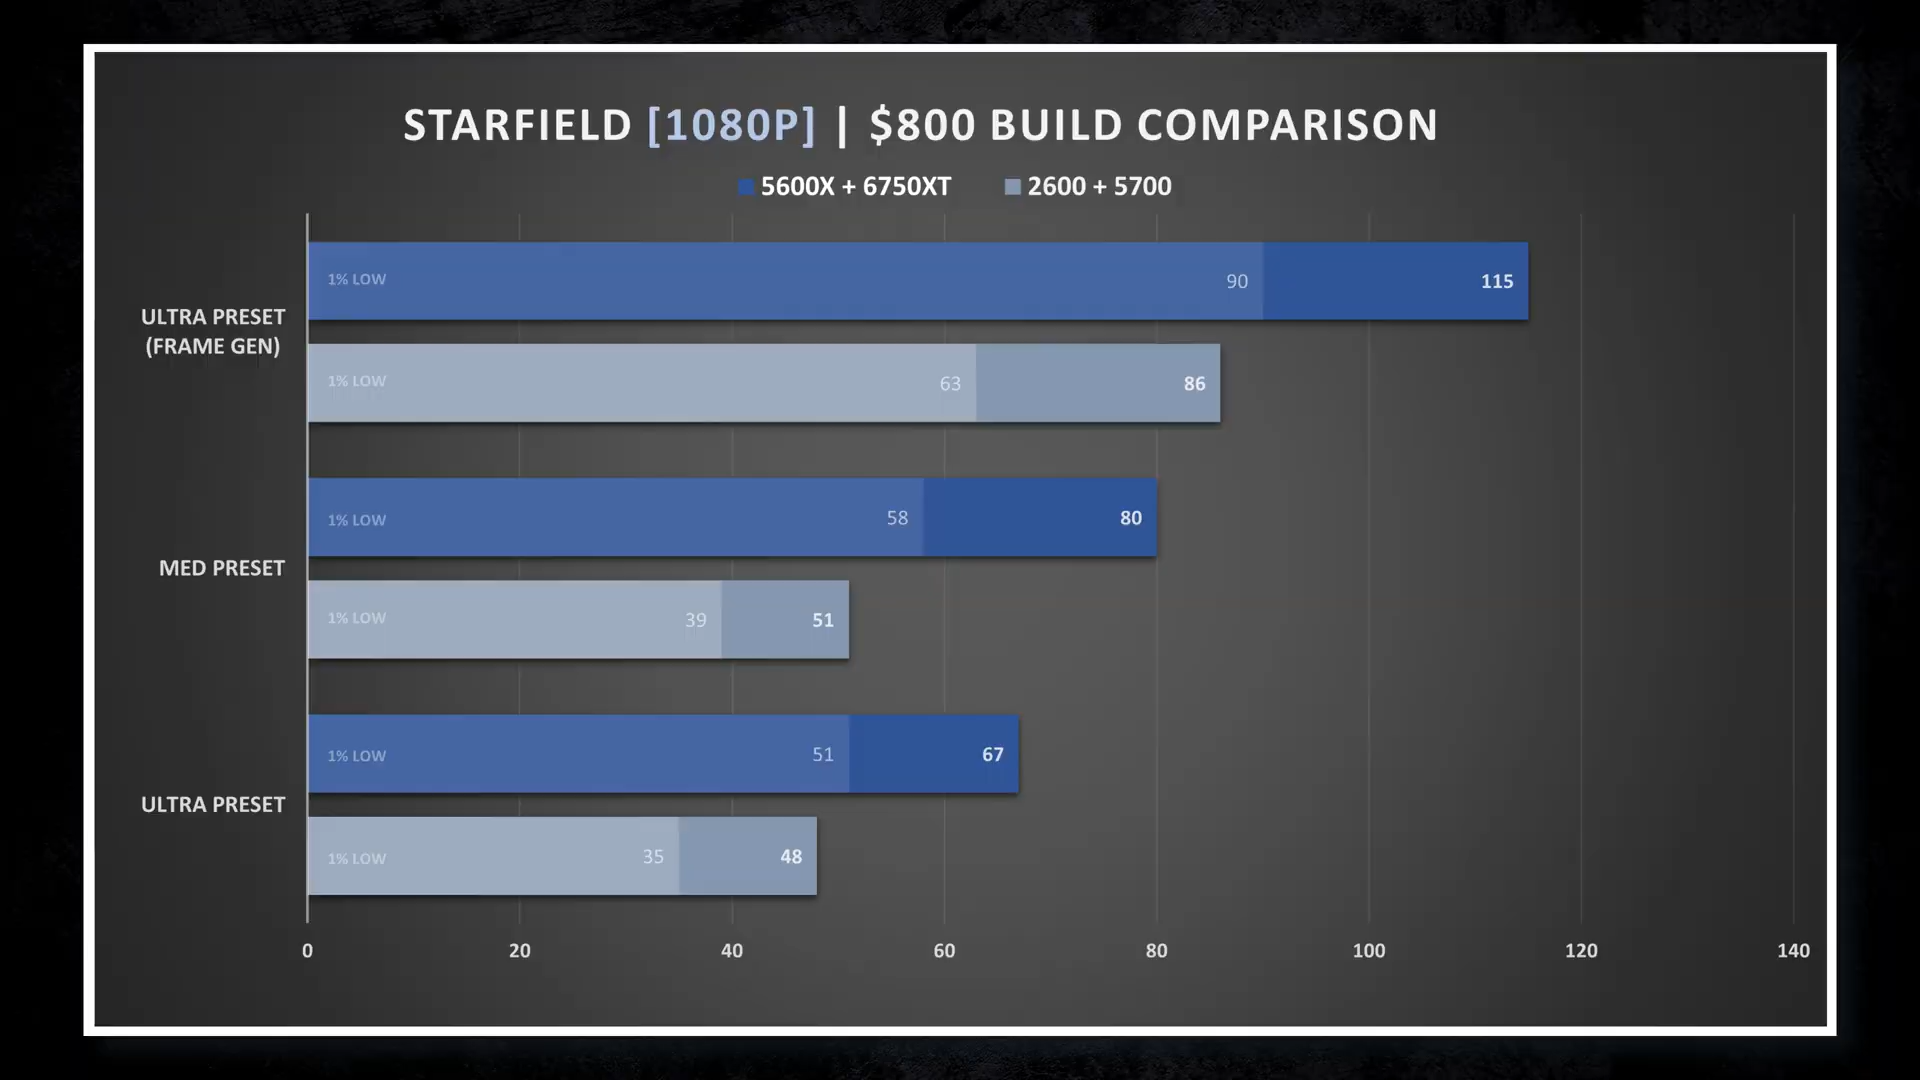 STARFIELD [1080P] | $800 BUILD COMPARISON
5600X + 6750XT 2600 + 5700
1% LOW 90 115
ULTRA PRESET
(FRAME GEN)
1% LOW 63 86
1% LOW 58 80
MED PRESET
1% LOW 39 51
1% LOW 51 67
ULTRA PRESET
1% LOW 35 48
0 20 40 60 80 100 120 140